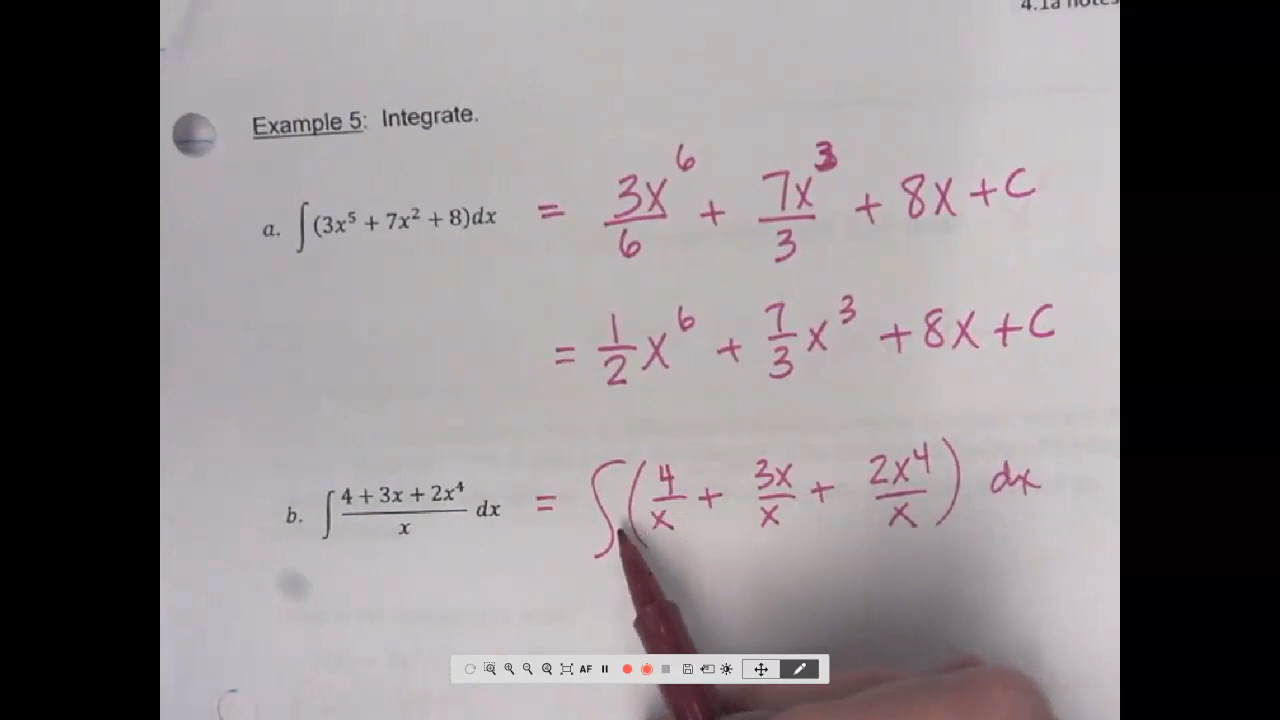 4.1a notes
Example 5: Integrate.
a. ∫(3x⁵ + 7x² + 8)dx = 3x⁶/6 + 7x³/3 + 8x + C
= 1/2 x⁶ + 7/3 x³ + 8x + C
b. ∫ (4 + 3x + 2x⁴)/x dx = ∫(4/x + 3x/x + 2x⁴/x) dx
AF